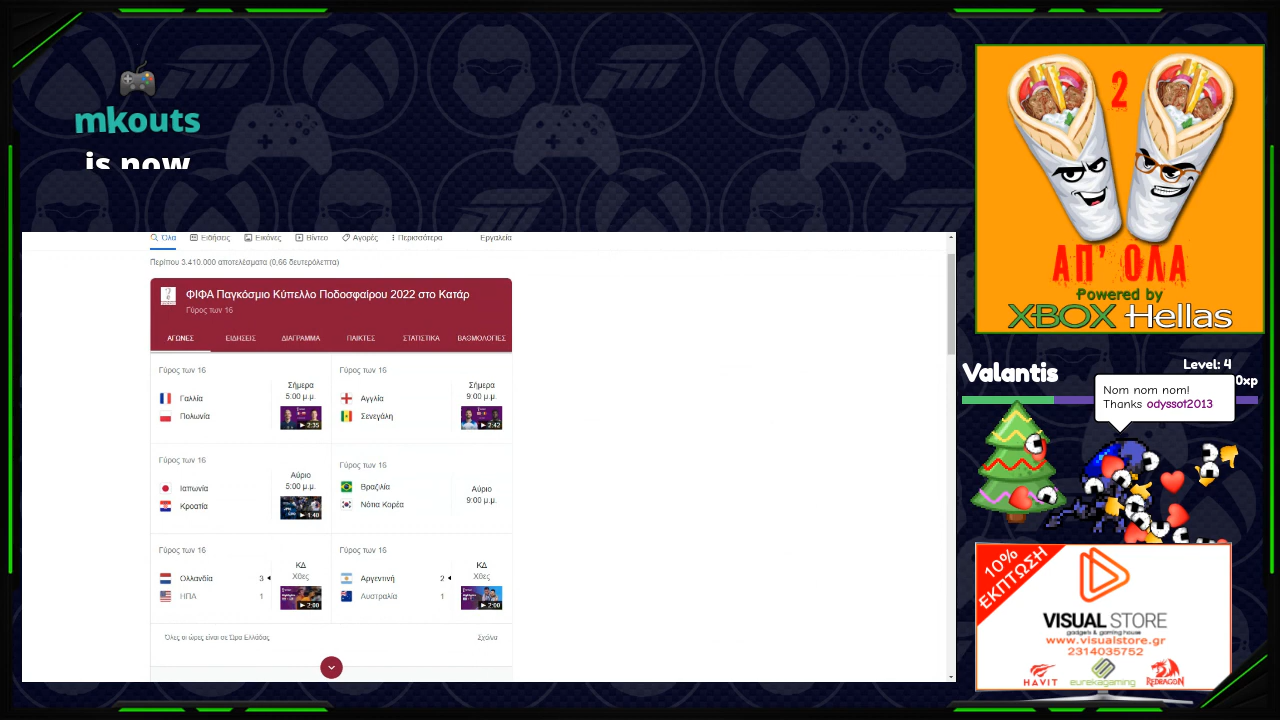 mkouts
is now
Όλα Ειδήσεις Εικόνες Βίντεο Αγορές Περισσότερα Εργαλεία
Περίπου 3.410.000 αποτελέσματα (0,66 δευτερόλεπτα)
ΦΙΦΑ Παγκόσμιο Κύπελλο Ποδοσφαίρου 2022 στο Κατάρ
Γύρος των 16
ΑΓΩΝΕΣ ΕΙΔΗΣΕΙΣ ΔΙΑΓΡΑΜΜΑ ΠΑΙΚΤΕΣ ΣΤΑΤΙΣΤΙΚΑ ΒΑΘΜΟΛΟΓΙΕΣ
Γύρος των 16
Γαλλία
Πολωνία
Σήμερα
5:00 μ.μ.
2:35
Γύρος των 16
Αγγλία
Σενεγάλη
Σήμερα
9:00 μ.μ.
2:42
Γύρος των 16
Ιαπωνία
Κροατία
Αύριο
5:00 μ.μ.
1:40
Γύρος των 16
Βραζιλία
Νότια Κορέα
Αύριο
9:00 μ.μ.
Γύρος των 16
Ολλανδία 3
ΗΠΑ 1
ΚΔ
Χθες
2:00
Γύρος των 16
Αργεντινή 2
Αυστραλία 1
ΚΔ
Χθες
2:00
Όλες οι ώρες είναι σε Ώρα Ελλάδας
Σχόλια
2
ΑΠ' ΟΛΑ
Powered by
XBOX Hellas
Valantis
Level: 4
0xp
Nom nom nom!
Thanks odyssot2013
10%
ΕΚΠΤΩΣΗ
VISUAL STORE
gadgets & gaming house
www.visualstore.gr
2314035752
HAVIT eurekagaming REDRAGON